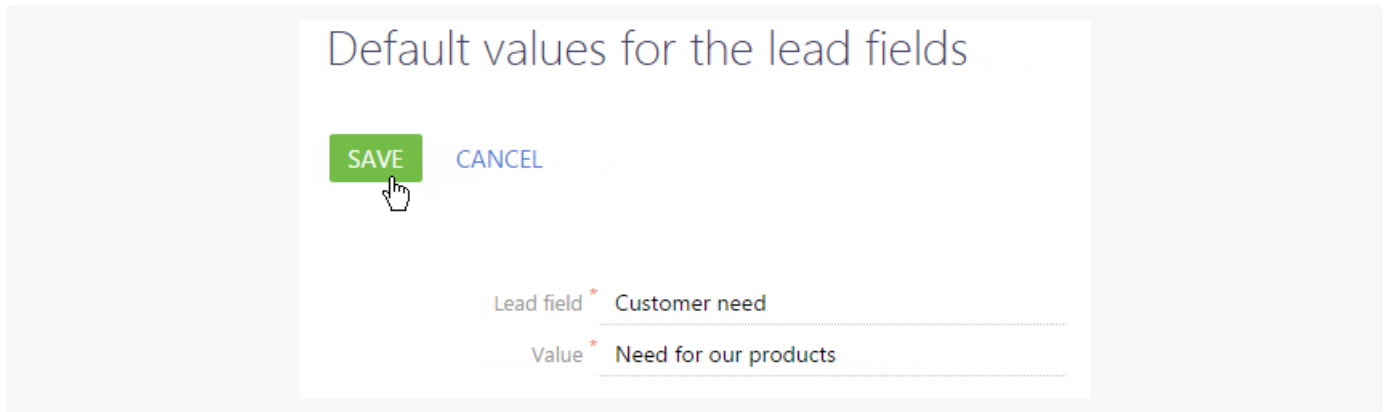 Default values for the lead fields
SAVE CANCEL
Lead field * Customer need
Value * Need for our products